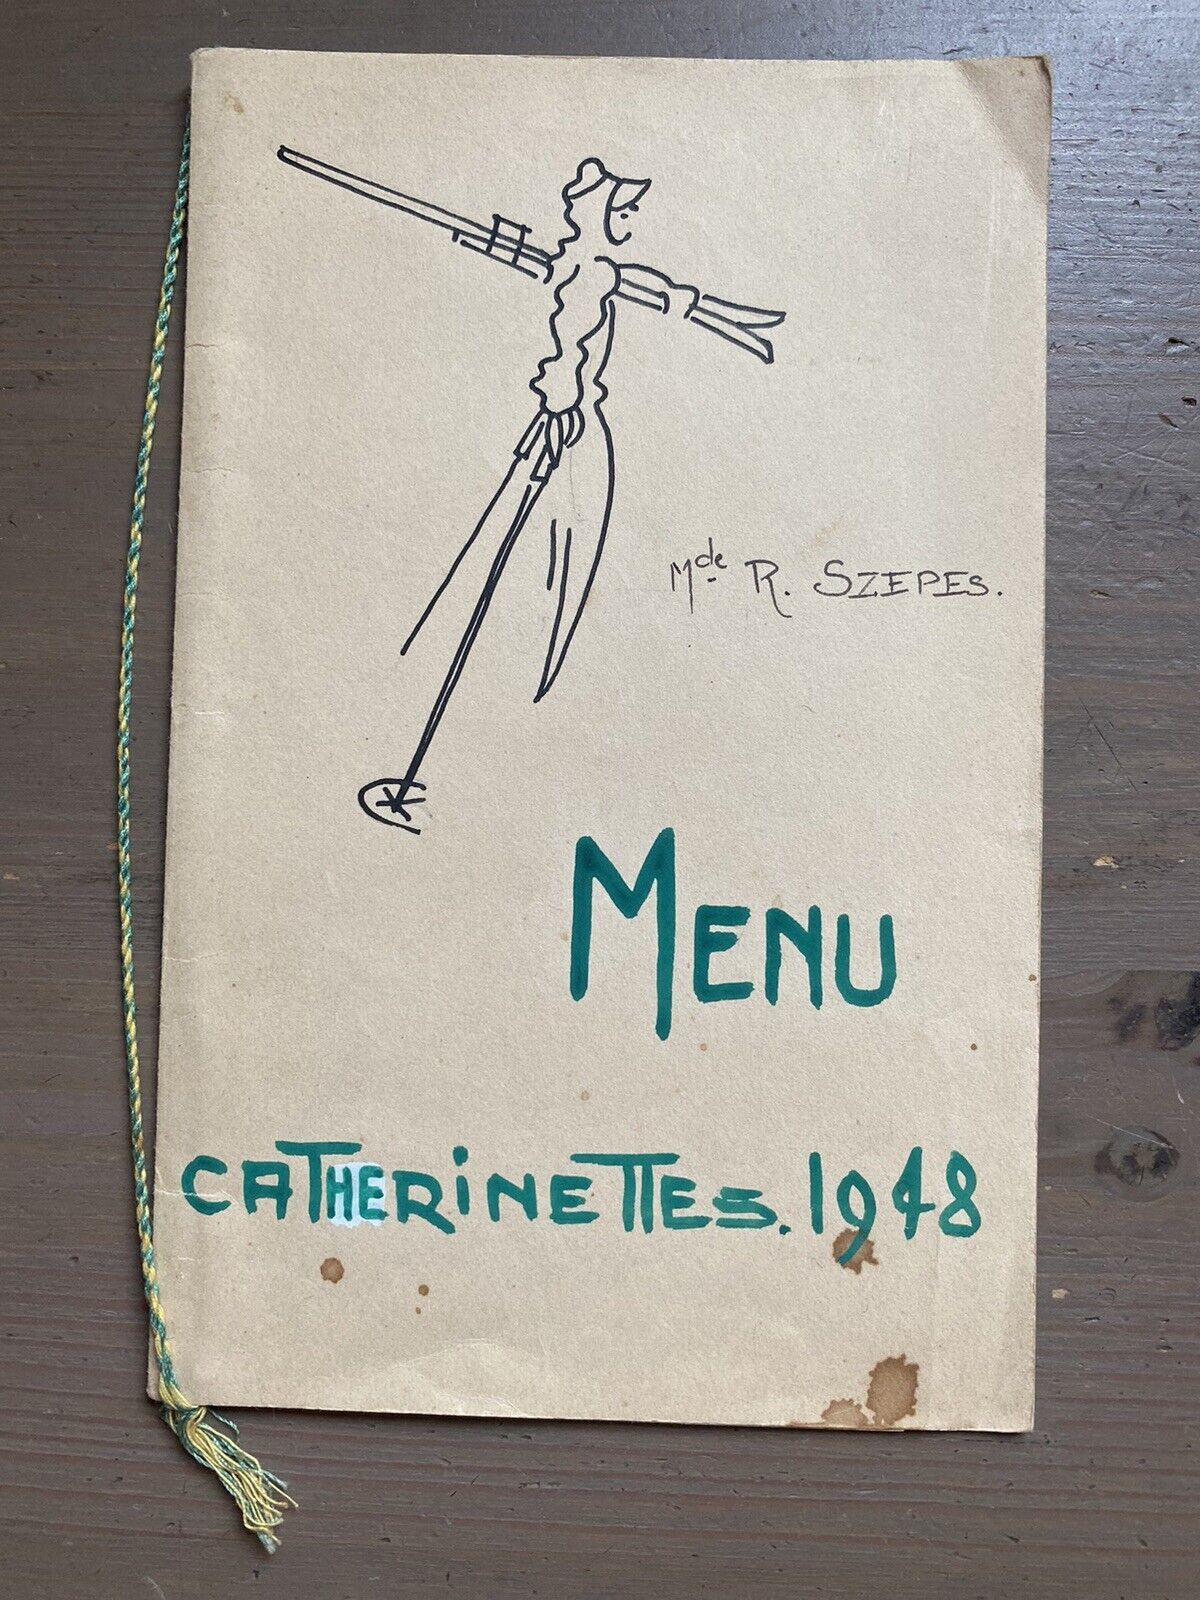 Mde R. SZEPES.
MENU
CATHERiNETTES. 1948